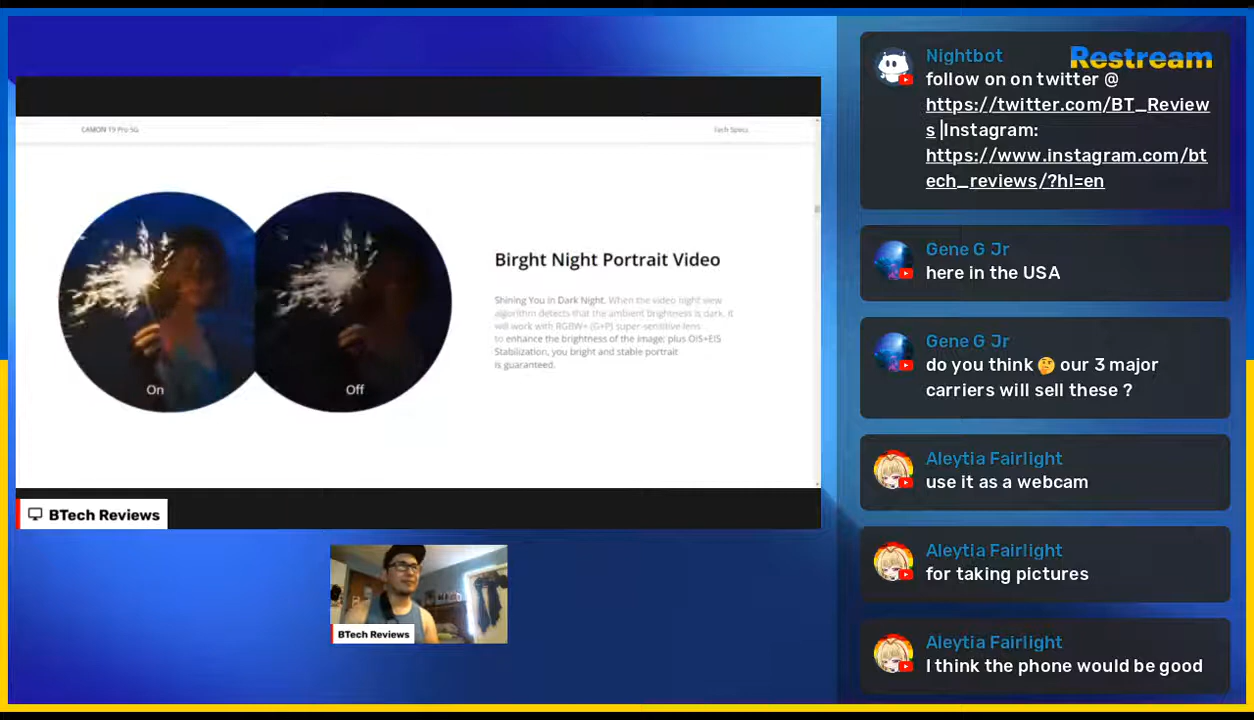 CAMON 19 Pro 5G
Tech Specs
On
Off
Birght Night Portrait Video
Shining You in Dark Night. When the video night view
algorithm detects that the ambient brightness is dark, it
will work with RGBW+ (G+P) super-sensitive lens
to enhance the brightness of the image; plus OIS+EIS
Stabilization, you bright and stable portrait
is guaranteed.
BTech Reviews
BTech Reviews
Restream
Nightbot
follow on on twitter @
https://twitter.com/BT_Review
s |Instagram:
https://www.instagram.com/bt
ech_reviews/?hl=en
Gene G Jr
here in the USA
Gene G Jr
do you think 🤔 our 3 major
carriers will sell these ?
Aleytia Fairlight
use it as a webcam
Aleytia Fairlight
for taking pictures
Aleytia Fairlight
I think the phone would be good